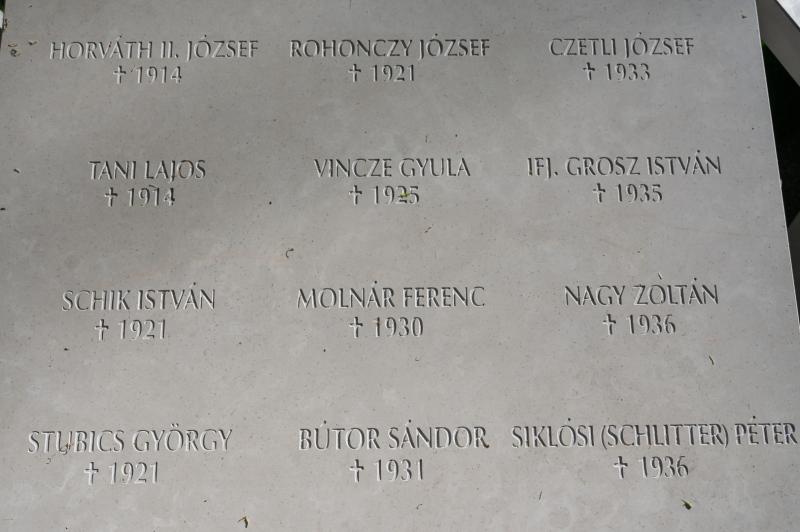 HORVÁTH II. JÓZSEF
† 1914
TANI LAJOS
† 1914
SCHIK ISTVÁN
† 1921
STUBICS GYÖRGY
† 1921
ROHONCZY JÓZSEF
† 1921
VINCZE GYULA
† 1925
MOLNÁR FERENC
† 1930
BÚTOR SÁNDOR
† 1931
CZETLI JÓZSEF
† 1933
IFJ. GROSZ ISTVÁN
† 1935
NAGY ZOLTÁN
† 1936
SIKLÓSI (SCHLITTER) PÉTER
† 1936